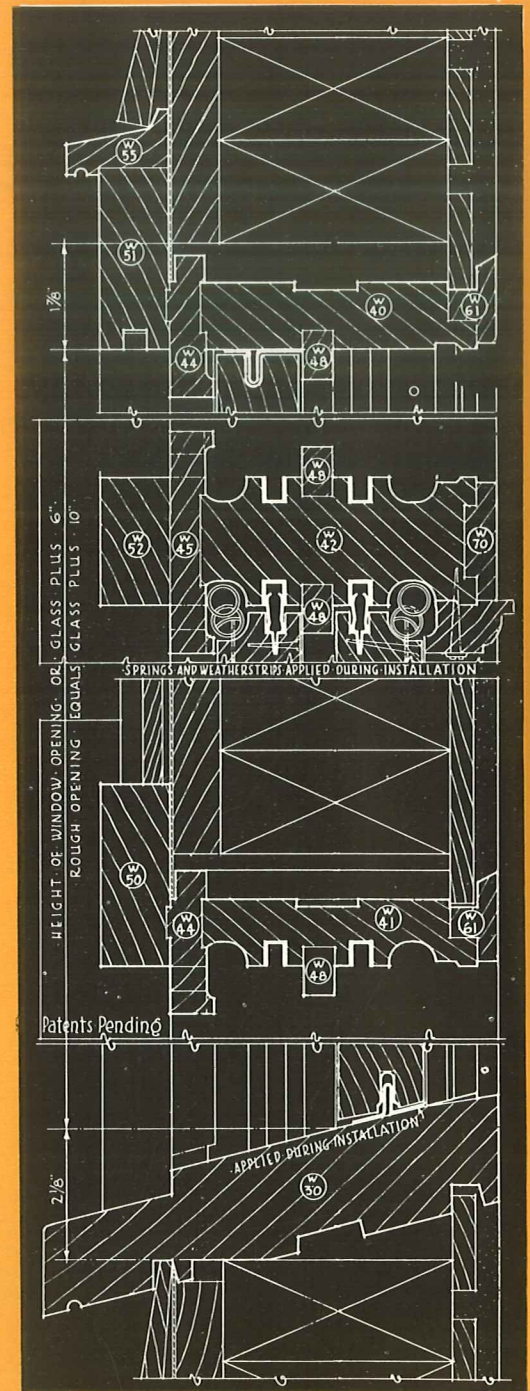 W 55
W 51
1⅞"
W 40
W 61
W 44
W 48
W 48
W 52
W 45
W 42
W 70
W 48
SPRINGS AND WEATHERSTRIPS APPLIED DURING INSTALLATION
HEIGHT OF WINDOW OPENING OR GLASS PLUS 6"
ROUGH OPENING EQUALS GLASS PLUS 10"
W 50
W 44
W 41
W 61
W 48
Patents Pending
APPLIED DURING INSTALLATION
W 30
2⅛"